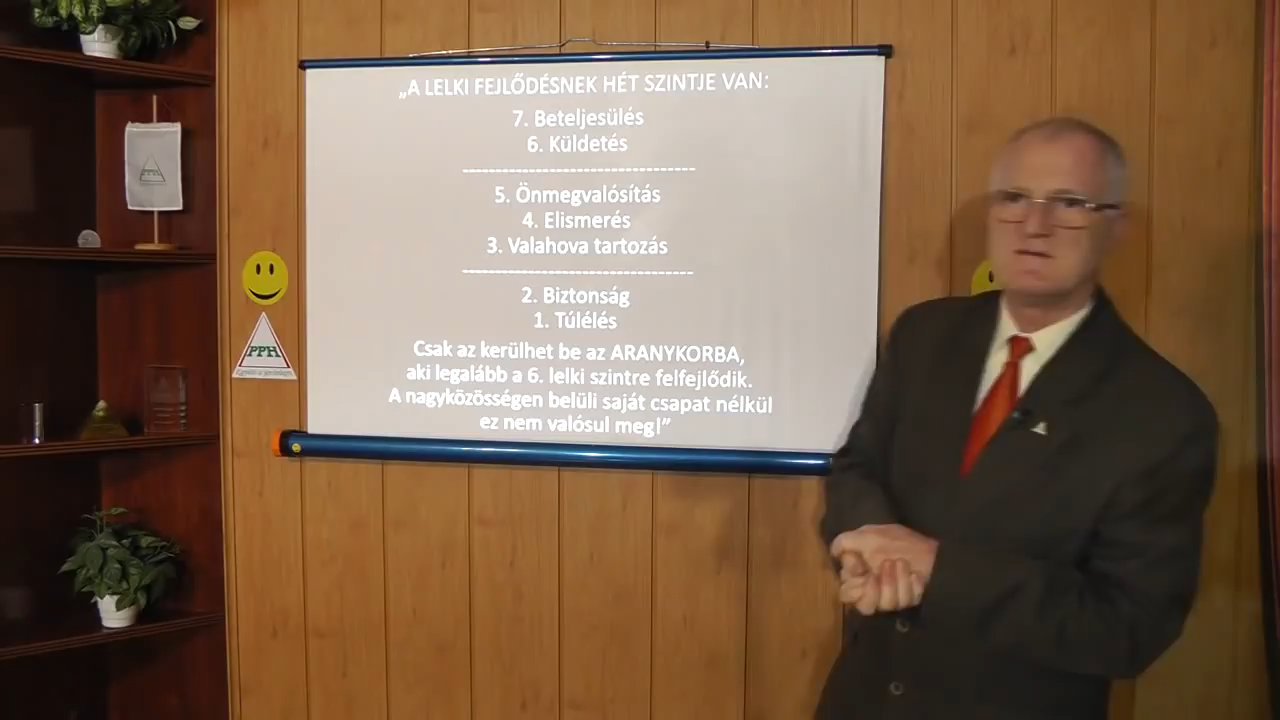 „A LELKI FEJLŐDÉSNEK HÉT SZINTJE VAN:
7. Beteljesülés
6. Küldetés
-----------------------------------
5. Önmegvalósítás
4. Elismerés
3. Valahova tartozás
-----------------------------------
2. Biztonság
1. Túlélés
Csak az kerülhet be az ARANYKORBA,
aki legalább a 6. lelki szintre felfejlődik.
A nagyközösségen belüli saját csapat nélkül
ez nem valósul meg!”
PPH
PPH